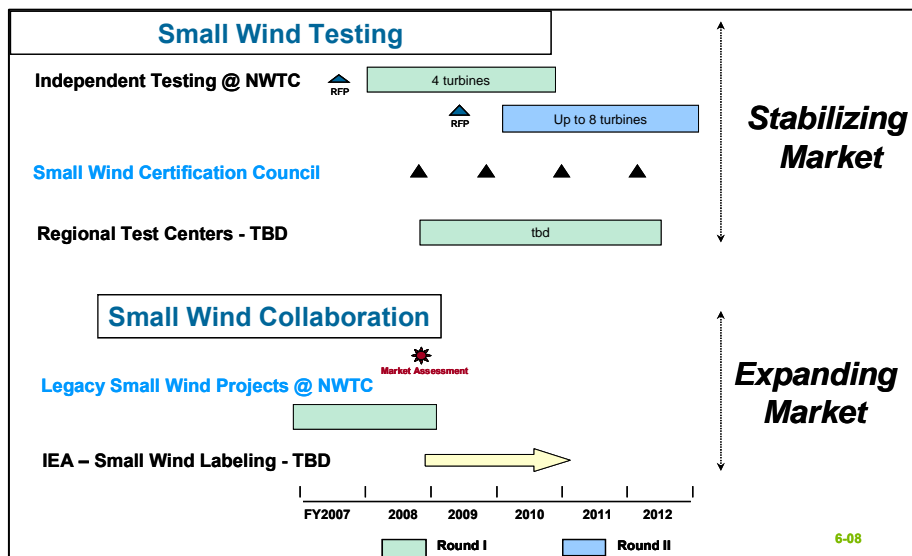 Small Wind Testing
Independent Testing @ NWTC
RFP
4 turbines
RFP
Up to 8 turbines
Stabilizing
Market
Small Wind Certification Council
Regional Test Centers - TBD
tbd
Small Wind Collaboration
Market Assessment
Legacy Small Wind Projects @ NWTC
Expanding
Market
IEA – Small Wind Labeling - TBD
FY2007 2008 2009 2010 2011 2012
Round I Round II
6-08